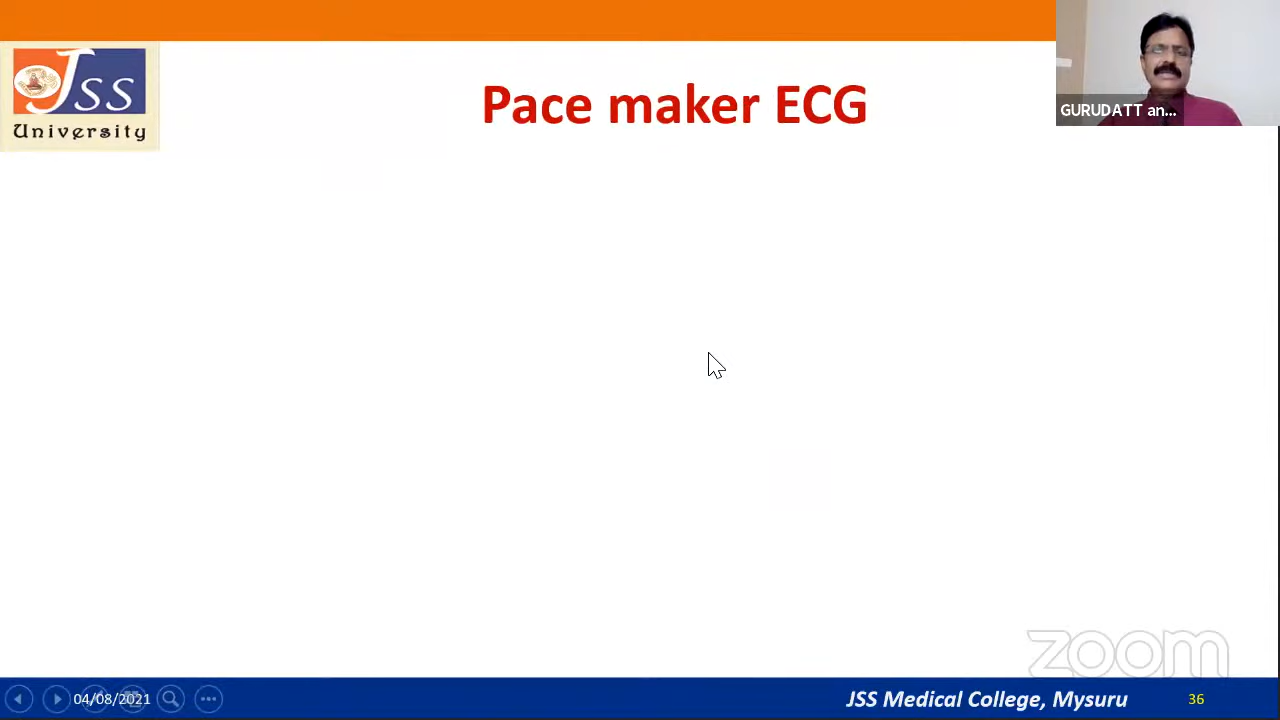 JSS
University
Pace maker ECG
GURUDATT an...
zoom
04/08/2021
JSS Medical College, Mysuru
36